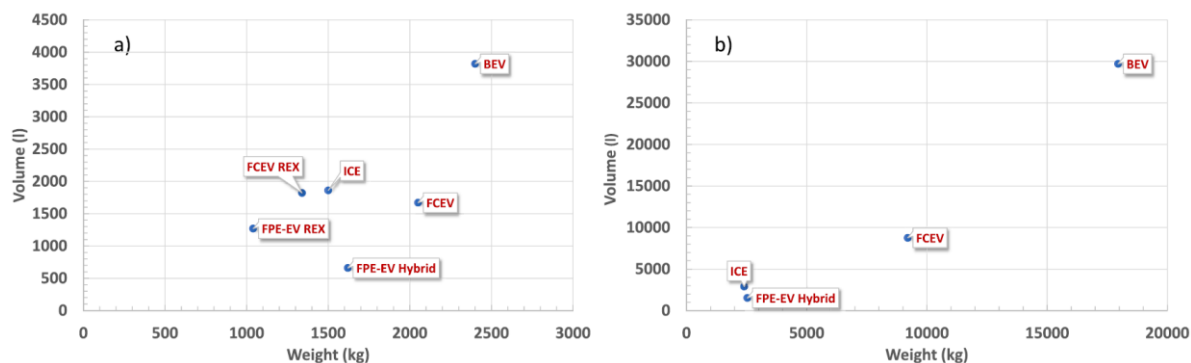 a)
Volume (l)
4500
4000
3500
3000
2500
2000
1500
1000
500
0
BEV
FCEV REX
ICE
FCEV
FPE-EV REX
FPE-EV Hybrid
0 500 1000 1500 2000 2500 3000
Weight (kg)
b)
Volume (l)
35000
30000
25000
20000
15000
10000
5000
0
BEV
FCEV
ICE
FPE-EV Hybrid
0 5000 10000 15000 20000
Weight (kg)